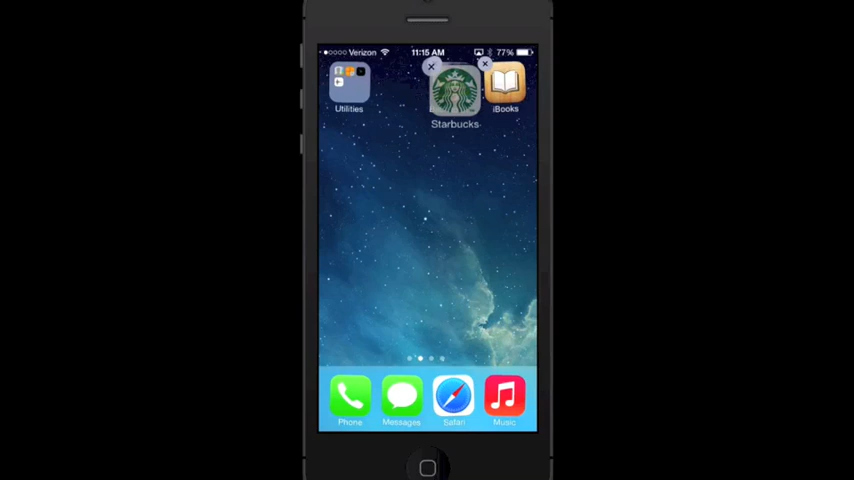 Verizon 11:15 AM 77%
Utilities Starbucks iBooks
Phone Messages Safari Music